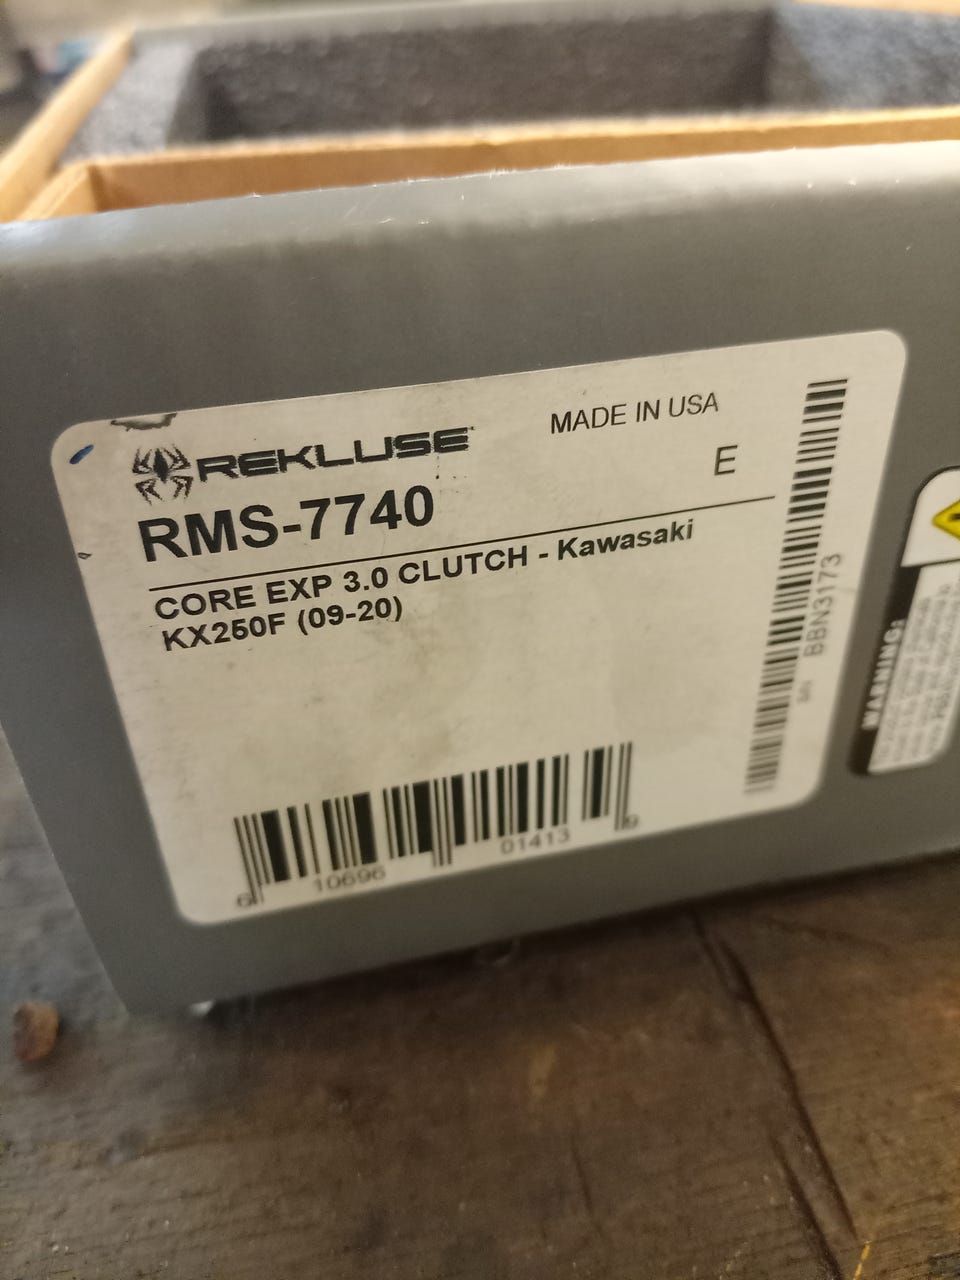 REKLUSE
MADE IN USA
E
RMS-7740
CORE EXP 3.0 CLUTCH - Kawasaki
KX250F (09-20)
6 10696 01413 9
SN BBN3173
WARNING: